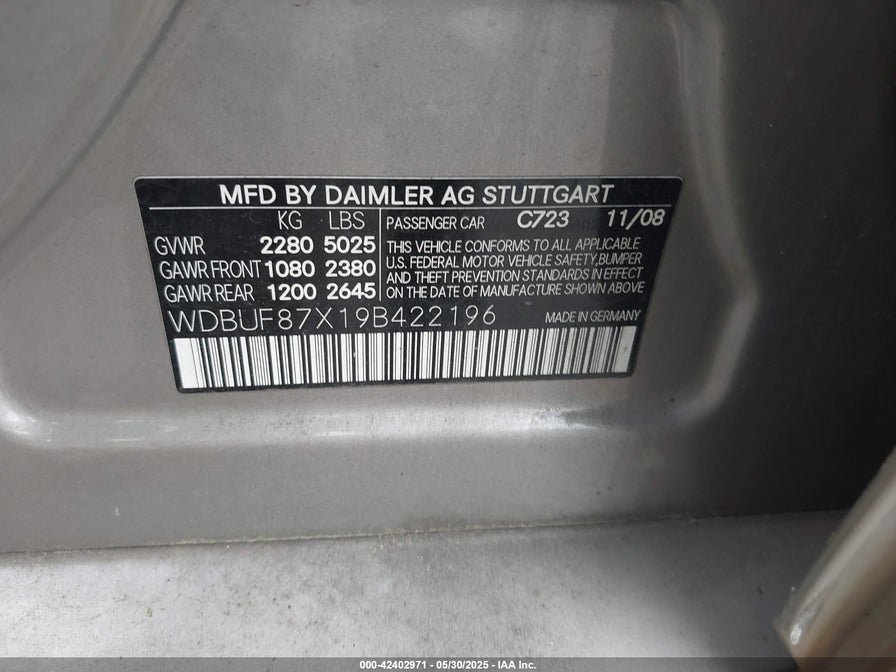 MFD BY DAIMLER AG STUTTGART
KG LBS
GVWR 2280 5025
GAWR FRONT 1080 2380
GAWR REAR 1200 2645
PASSENGER CAR C723 11/08
THIS VEHICLE CONFORMS TO ALL APPLICABLE
U.S. FEDERAL MOTOR VEHICLE SAFETY,BUMPER
AND THEFT PREVENTION STANDARDS IN EFFECT
ON THE DATE OF MANUFACTURE SHOWN ABOVE
WDBUF87X19B422196 MADE IN GERMANY
000-42402971 - 05/30/2025 - IAA Inc.